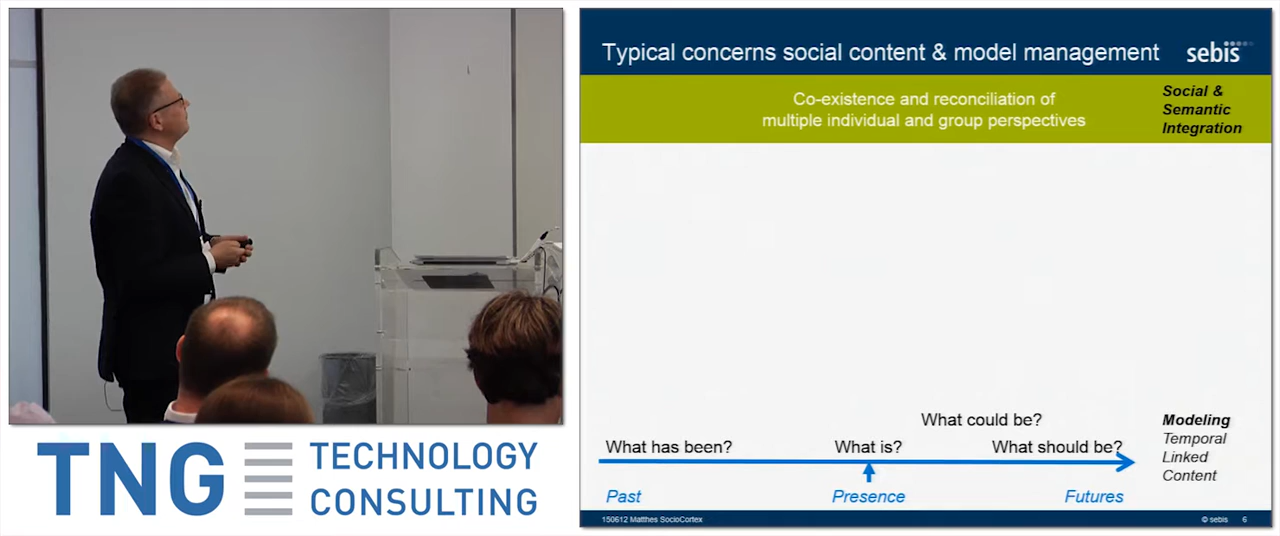 Typical concerns social content & model management
sebis
Co-existence and reconciliation of
multiple individual and group perspectives
Social &
Semantic
Integration
What could be?
What has been?
What is?
What should be?
Modeling
Temporal
Linked
Content
Past
Presence
Futures
150612 Matthes SocioCortex
© sebis
6
TNG
TECHNOLOGY
CONSULTING